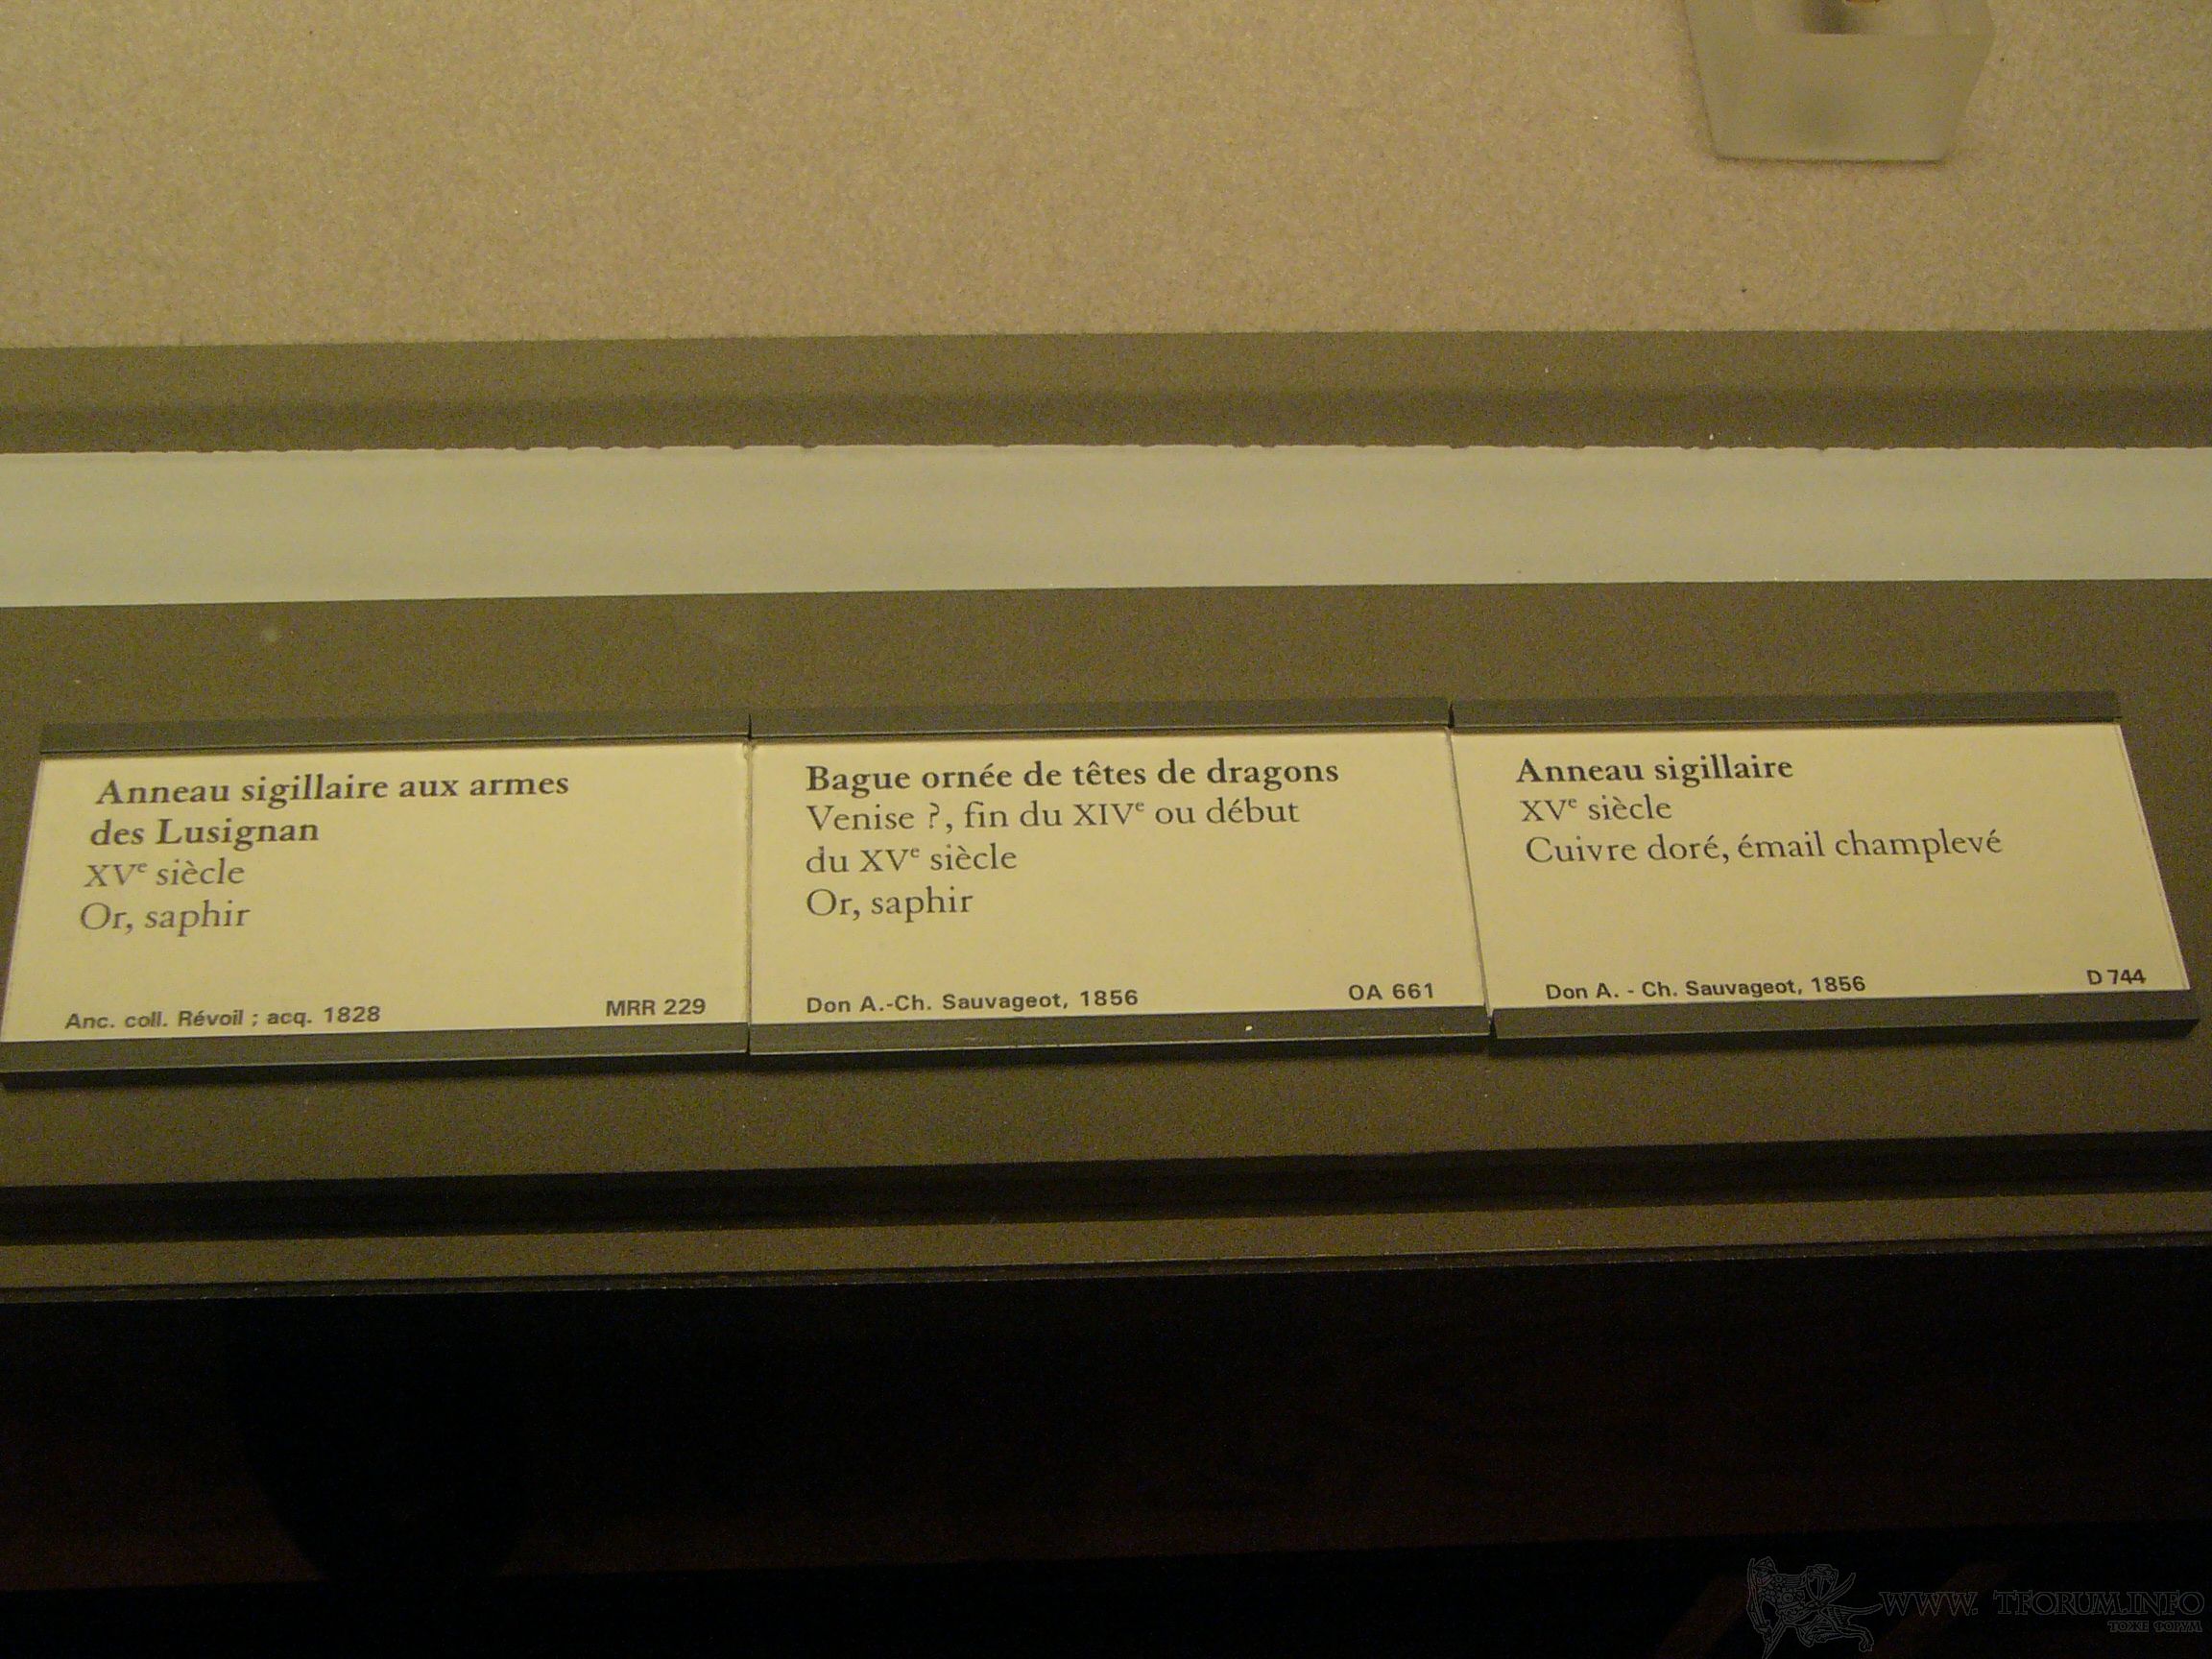 Anneau sigillaire aux armes
des Lusignan
XVe siècle
Or, saphir
Anc. coll. Révoil ; acq. 1828
MRR 229
Bague ornée de têtes de dragons
Venise ?, fin du XIVe ou début
du XVe siècle
Or, saphir
Don A.-Ch. Sauvageot, 1856
OA 661
Anneau sigillaire
XVe siècle
Cuivre doré, émail champlevé
Don A. - Ch. Sauvageot, 1856
D 744
WWW. TFORUM.INFO
ТОЖЕ ФОРУМ